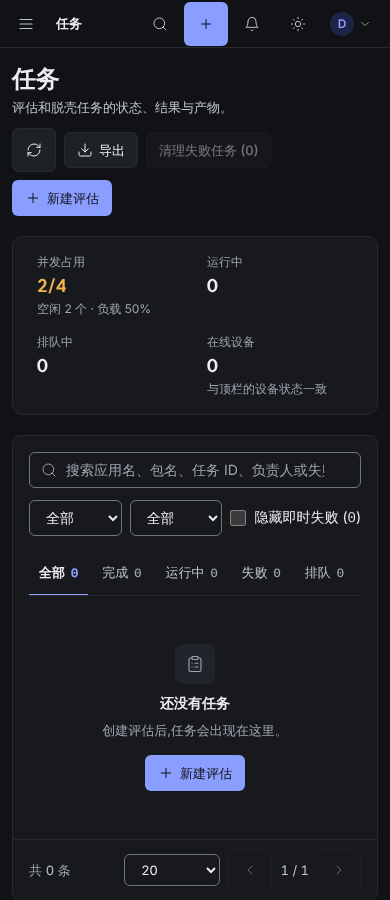 任务
D
任务
评估和脱壳任务的状态、结果与产物。
导出
清理失败任务 (0)
新建评估
并发占用
运行中
2/4
0
空闲 2 个 · 负载 50%
排队中
在线设备
0
0
与顶栏的设备状态一致
搜索应用名、包名、任务 ID、负责人或失
全部
全部
隐藏即时失败 (0)
全部 0
完成 0
运行中 0
失败 0
排队 0
还没有任务
创建评估后,任务会出现在这里。
新建评估
共 0 条
20
1 / 1